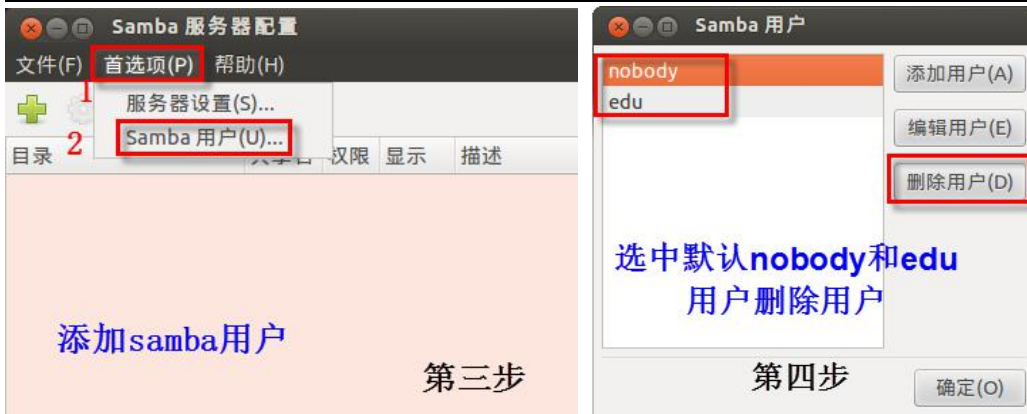 Samba 服务器配置
文件(F) 首选项(P) 帮助(H)
1
服务器设置(S)...
2
Samba 用户(U)...
目录 权限 显示 描述
添加samba用户
第三步
Samba 用户
nobody
edu
添加用户(A)
编辑用户(E)
删除用户(D)
选中默认nobody和edu
用户删除用户
第四步
确定(O)